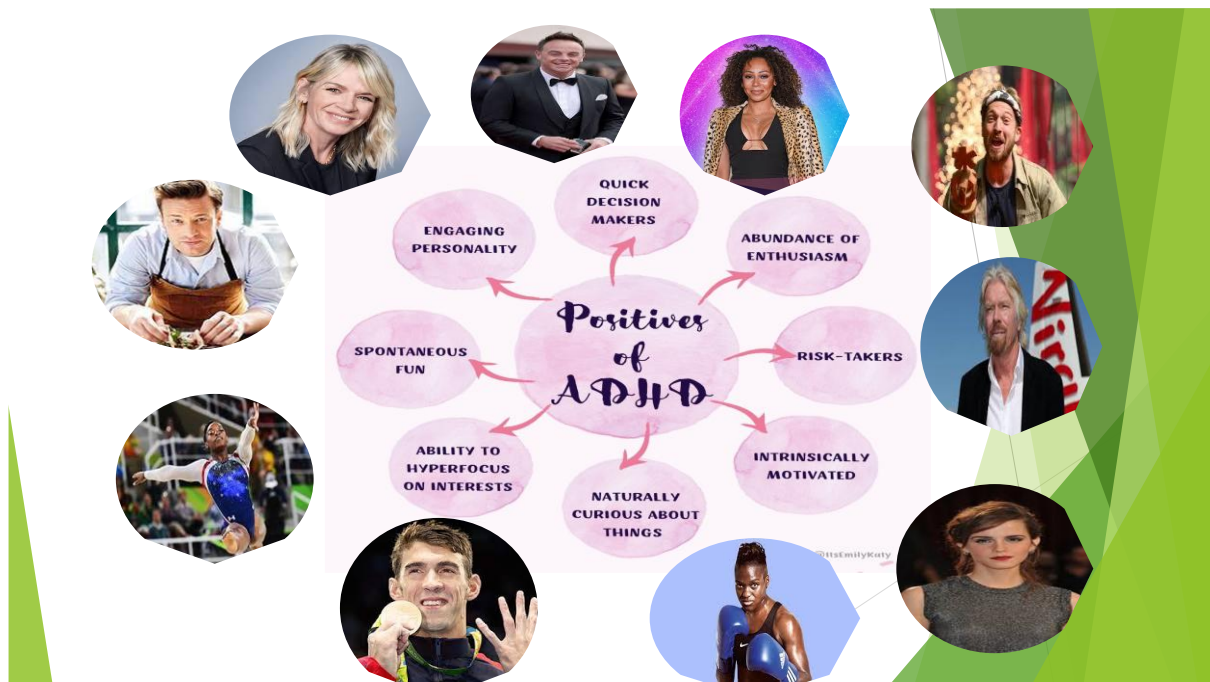 QUICK
DECISION
MAKERS
ENGAGING
PERSONALITY
ABUNDANCE OF
ENTHUSIASM
Positives
of
ADHD
SPONTANEOUS
FUN
RISK-TAKERS
ABILITY TO
HYPERFOCUS
ON INTERESTS
INTRINSICALLY
MOTIVATED
NATURALLY
CURIOUS ABOUT
THINGS
@ItsEmilyKaty